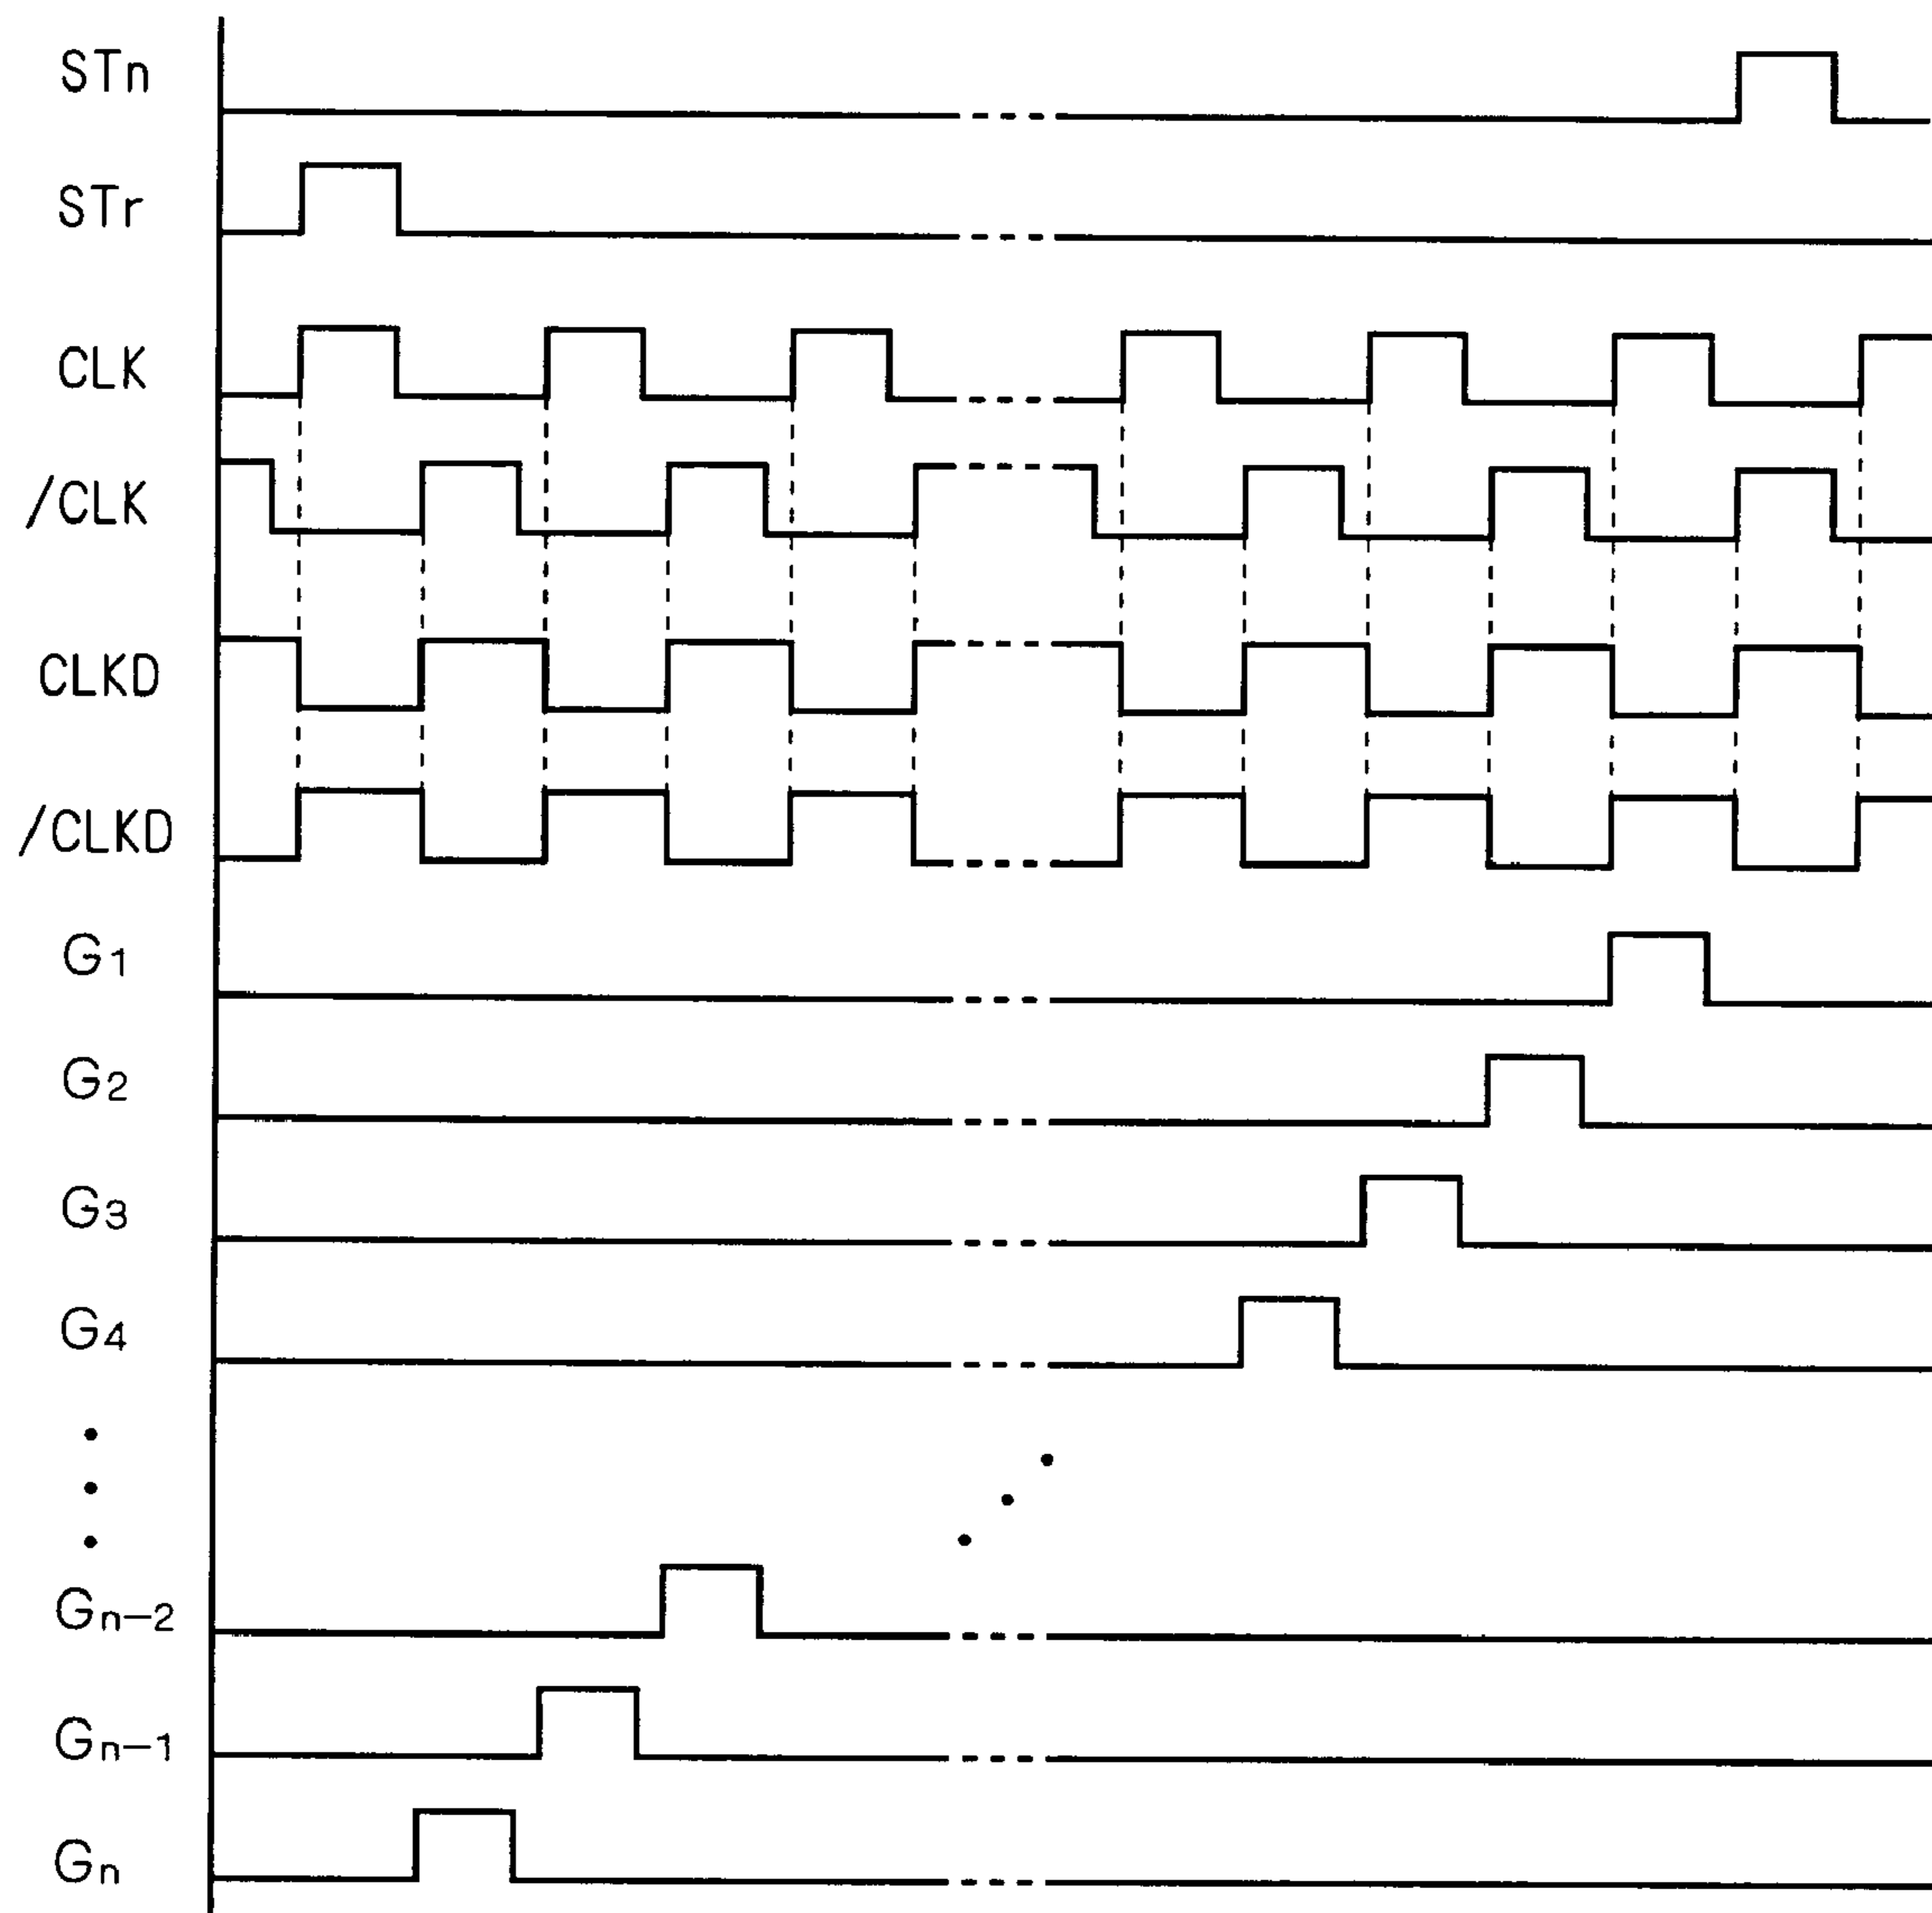 STn
STr
CLK
/CLK
CLKD
/CLKD
G1
G2
G3
G4
Gn-2
Gn-1
Gn